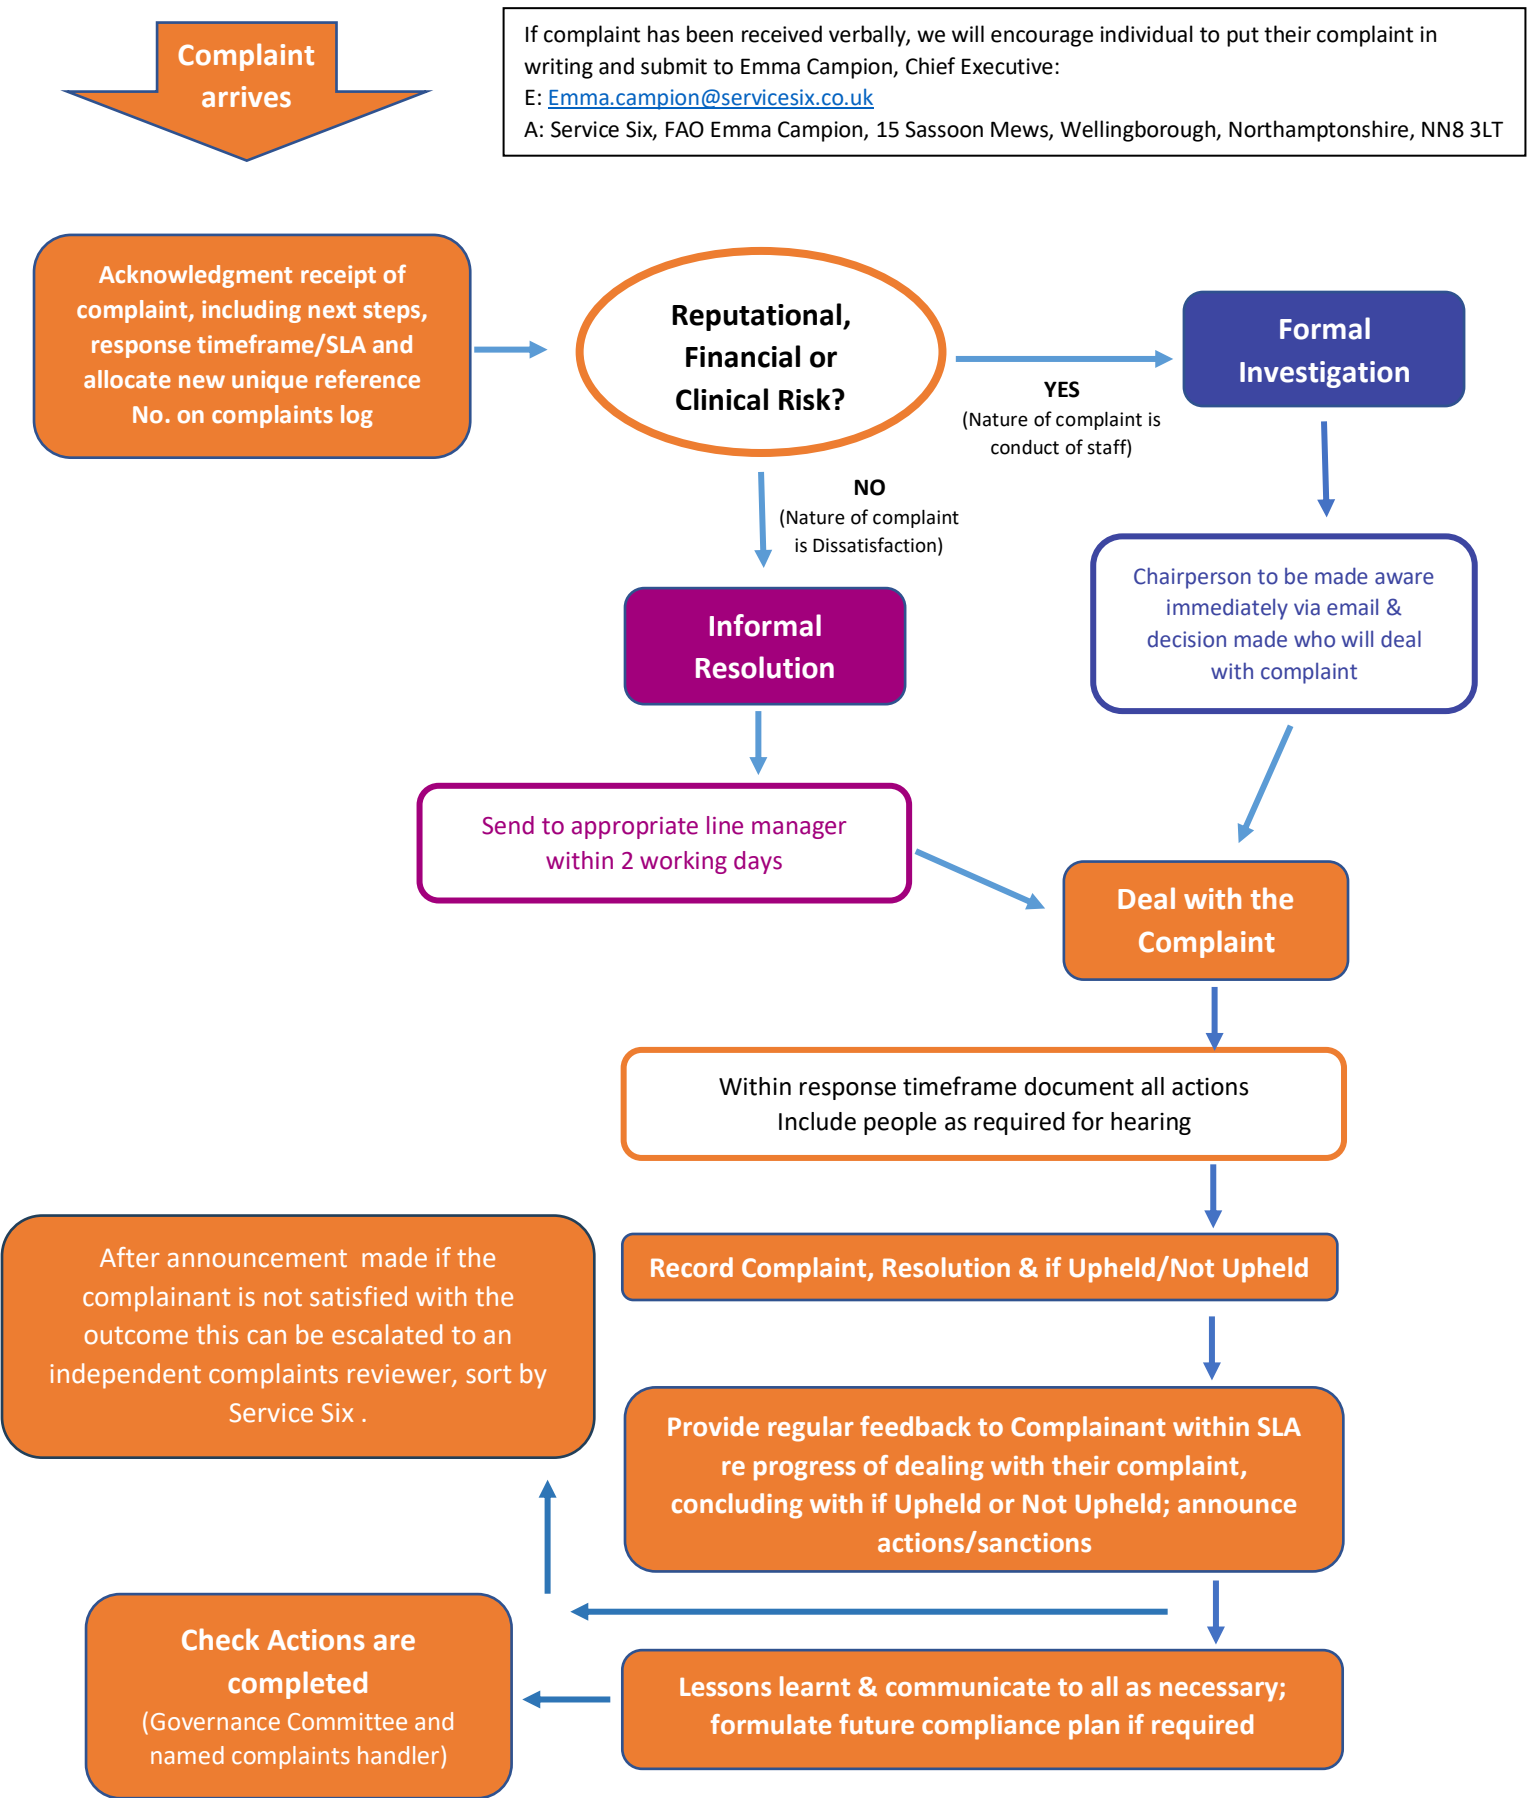 Complaint
arrives
If complaint has been received verbally, we will encourage individual to put their complaint in
writing and submit to Emma Campion, Chief Executive:
E: Emma.campion@servicesix.co.uk
A: Service Six, FAO Emma Campion, 15 Sassoon Mews, Wellingborough, Northamptonshire, NN8 3LT
Acknowledgment receipt of
complaint, including next steps,
response timeframe/SLA and
allocate new unique reference
No. on complaints log
Reputational,
Financial or
Clinical Risk?
YES
(Nature of complaint is
conduct of staff)
Formal
Investigation
NO
(Nature of complaint
is Dissatisfaction)
Chairperson to be made aware
immediately via email &
decision made who will deal
with complaint
Informal
Resolution
Send to appropriate line manager
within 2 working days
Deal with the
Complaint
Within response timeframe document all actions
Include people as required for hearing
Record Complaint, Resolution & if Upheld/Not Upheld
After announcement  made if the
complainant is not satisfied with the
outcome this can be escalated to an
independent complaints reviewer, sort by
Service Six .
Provide regular feedback to Complainant within SLA
re progress of dealing with their complaint,
concluding with if Upheld or Not Upheld; announce
actions/sanctions
Check Actions are
completed
(Governance Committee and
named complaints handler)
Lessons learnt & communicate to all as necessary;
formulate future compliance plan if required